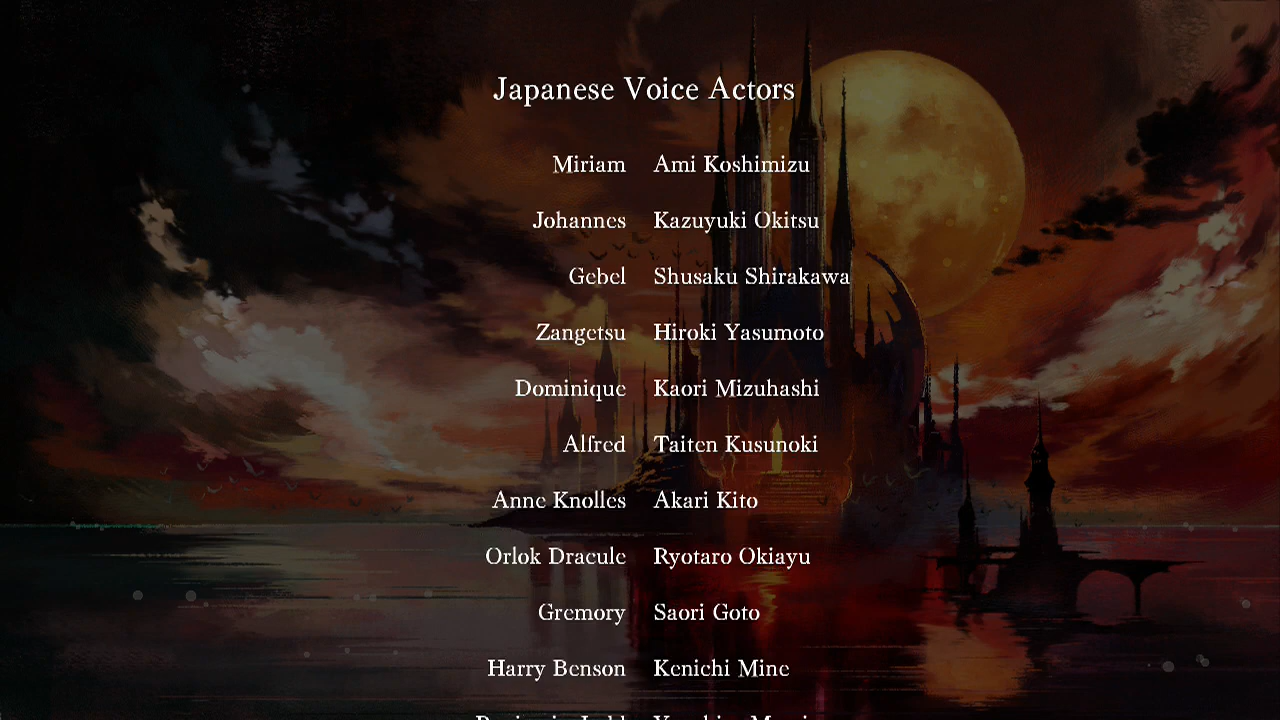 Japanese Voice Actors
Miriam Ami Koshimizu
Johannes Kazuyuki Okitsu
Gebel Shusaku Shirakawa
Zangetsu Hiroki Yasumoto
Dominique Kaori Mizuhashi
Alfred Taiten Kusunoki
Anne Knolles Akari Kito
Orlok Dracule Ryotaro Okiayu
Gremory Saori Goto
Harry Benson Kenichi Mine